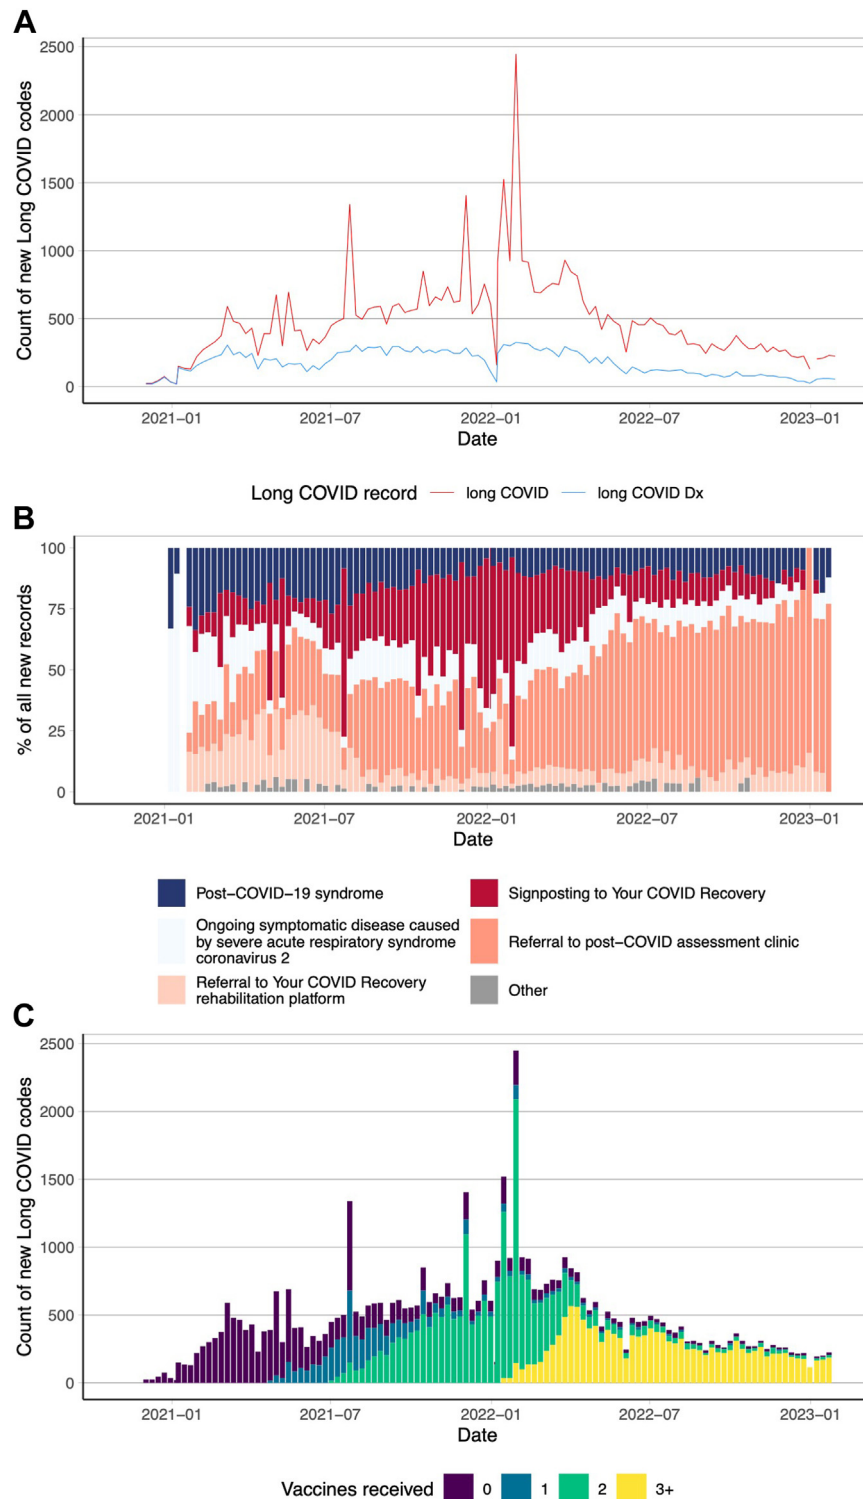 A
Count of new Long COVID codes
2500
2000
1500
1000
500
0
2021–01
2021–07
2022–01
2022–07
2023–01
Date
Long COVID record
long COVID
long COVID Dx
B
% of all new records
100
75
50
25
0
2021–01
2021–07
2022–01
2022–07
2023–01
Date
Post–COVID–19 syndrome
Signposting to Your COVID Recovery
Ongoing symptomatic disease caused
by severe acute respiratory syndrome
coronavirus 2
Referral to post–COVID assessment clinic
Referral to Your COVID Recovery
rehabilitation platform
Other
C
Count of new Long COVID codes
2500
2000
1500
1000
500
0
2021–01
2021–07
2022–01
2022–07
2023–01
Date
Vaccines received
0
1
2
3+